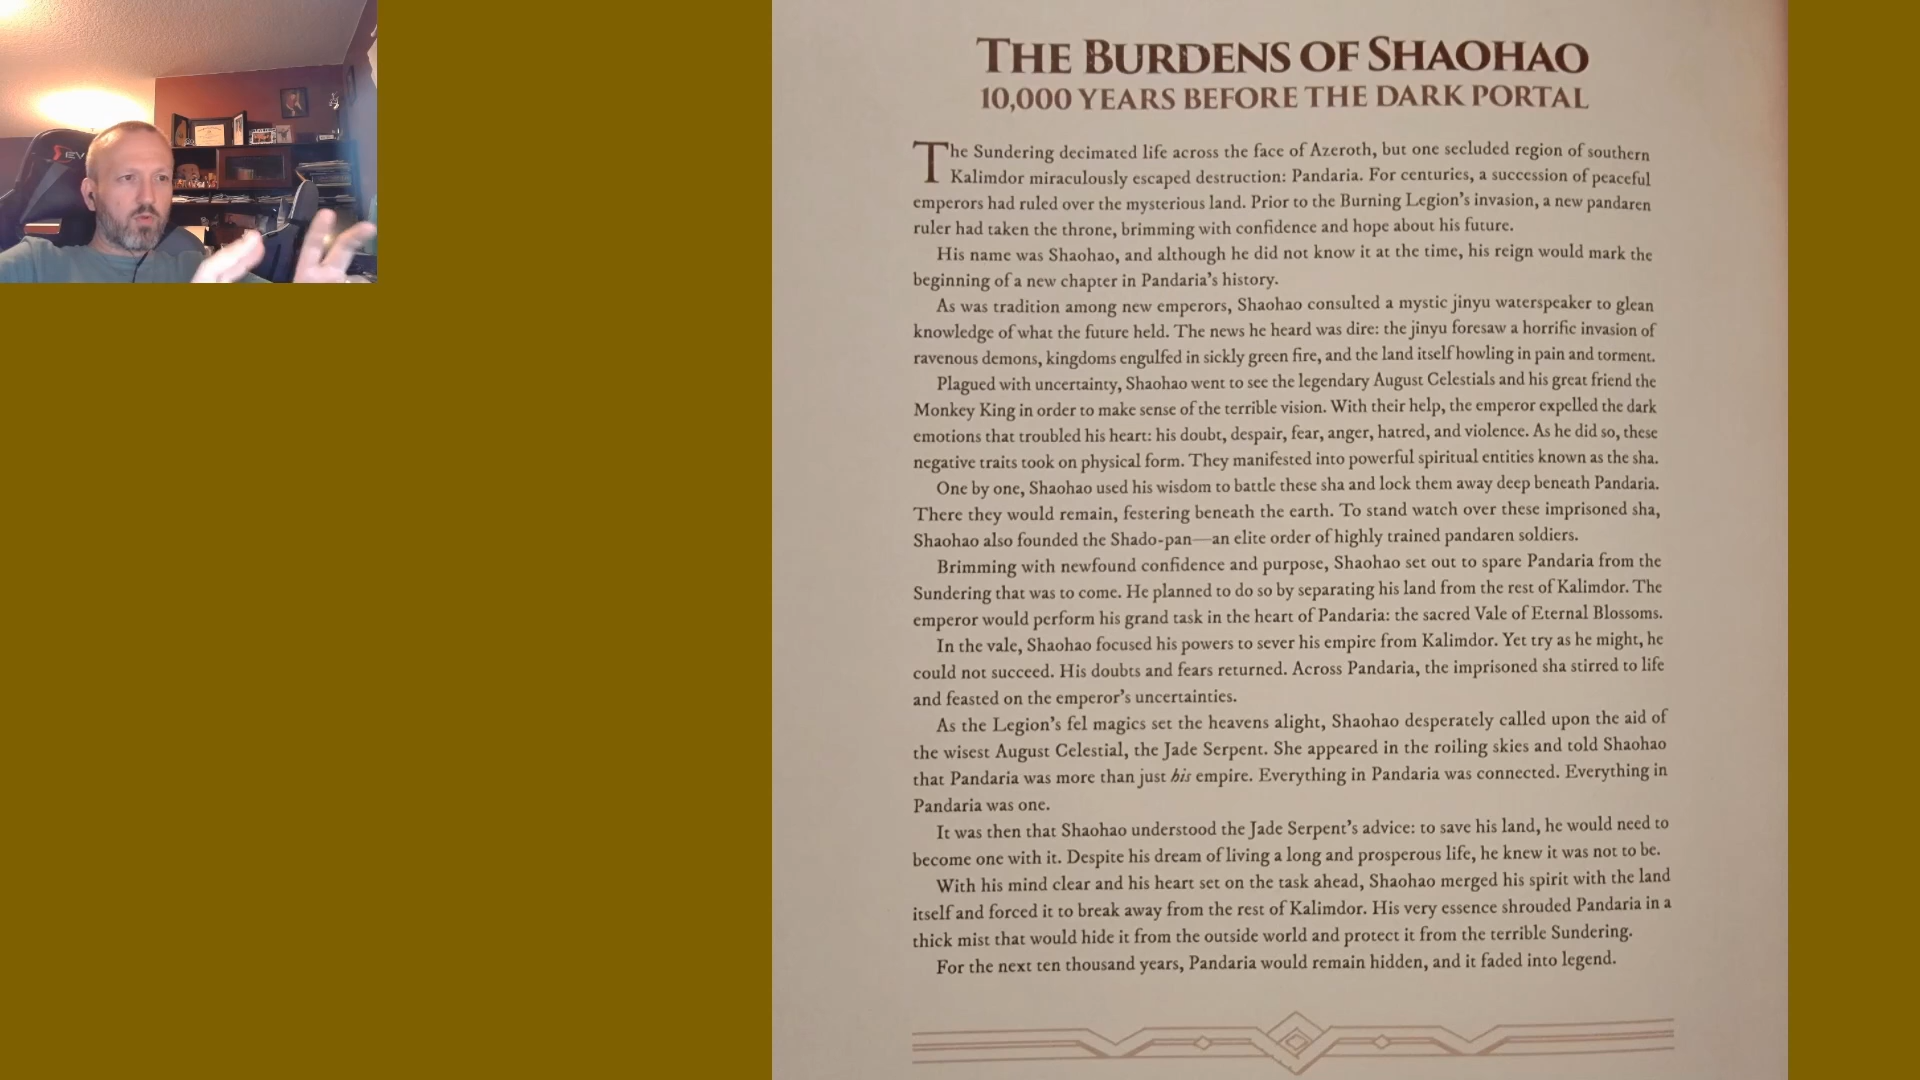 THE BURDENS OF SHAOHAO
10,000 YEARS BEFORE THE DARK PORTAL
The Sundering decimated life across the face of Azeroth, but one secluded region of southern
Kalimdor miraculously escaped destruction: Pandaria. For centuries, a succession of peaceful
emperors had ruled over the mysterious land. Prior to the Burning Legion's invasion, a new pandaren
ruler had taken the throne, brimming with confidence and hope about his future.
His name was Shaohao, and although he did not know it at the time, his reign would mark the
beginning of a new chapter in Pandaria's history.
As was tradition among new emperors, Shaohao consulted a mystic jinyu waterspeaker to glean
knowledge of what the future held. The news he heard was dire: the jinyu foresaw a horrific invasion of
ravenous demons, kingdoms engulfed in sickly green fire, and the land itself howling in pain and torment.
Plagued with uncertainty, Shaohao went to see the legendary August Celestials and his great friend the
Monkey King in order to make sense of the terrible vision. With their help, the emperor expelled the dark
emotions that troubled his heart: his doubt, despair, fear, anger, hatred, and violence. As he did so, these
negative traits took on physical form. They manifested into powerful spiritual entities known as the sha.
One by one, Shaohao used his wisdom to battle these sha and lock them away deep beneath Pandaria.
There they would remain, festering beneath the earth. To stand watch over these imprisoned sha,
Shaohao also founded the Shado-pan—an elite order of highly trained pandaren soldiers.
Brimming with newfound confidence and purpose, Shaohao set out to spare Pandaria from the
Sundering that was to come. He planned to do so by separating his land from the rest of Kalimdor. The
emperor would perform his grand task in the heart of Pandaria: the sacred Vale of Eternal Blossoms.
In the vale, Shaohao focused his powers to sever his empire from Kalimdor. Yet try as he might, he
could not succeed. His doubts and fears returned. Across Pandaria, the imprisoned sha stirred to life
and feasted on the emperor's uncertainties.
As the Legion's fel magics set the heavens alight, Shaohao desperately called upon the aid of
the wisest August Celestial, the Jade Serpent. She appeared in the roiling skies and told Shaohao
that Pandaria was more than just his empire. Everything in Pandaria was connected. Everything in
Pandaria was one.
It was then that Shaohao understood the Jade Serpent's advice: to save his land, he would need to
become one with it. Despite his dream of living a long and prosperous life, he knew it was not to be.
With his mind clear and his heart set on the task ahead, Shaohao merged his spirit with the land
itself and forced it to break away from the rest of Kalimdor. His very essence shrouded Pandaria in a
thick mist that would hide it from the outside world and protect it from the terrible Sundering.
For the next ten thousand years, Pandaria would remain hidden, and it faded into legend.